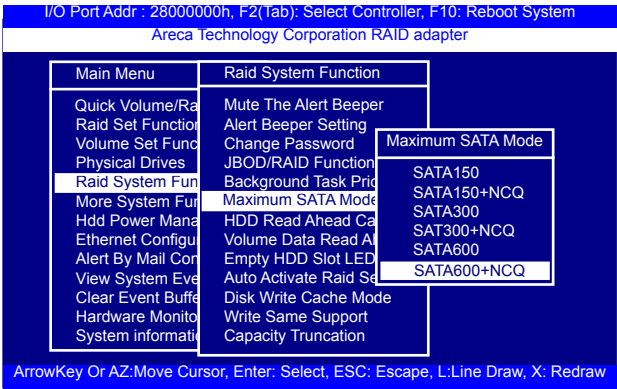 I/O Port Addr : 28000000h, F2(Tab): Select Controller, F10: Reboot System
Areca Technology Corporation RAID adapter
Main Menu
Quick Volume/Ra
Raid Set Function
Volume Set Func
Physical Drives
Raid System Fun
More System Fun
Hdd Power Mana
Ethernet Configu
Alert By Mail Con
View System Eve
Clear Event Buffe
Hardware Monito
System informati
Raid System Function
Mute The Alert Beeper
Alert Beeper Setting
Change Password
JBOD/RAID Function
Background Task Prio
Maximum SATA Mode
HDD Read Ahead Ca
Volume Data Read A
Empty HDD Slot LED
Auto Activate Raid Se
Disk Write Cache Mode
Write Same Support
Capacity Truncation
Maximum SATA Mode
SATA150
SATA150+NCQ
SATA300
SAT300+NCQ
SATA600
SATA600+NCQ
ArrowKey Or AZ:Move Cursor, Enter: Select, ESC: Escape, L:Line Draw, X: Redraw